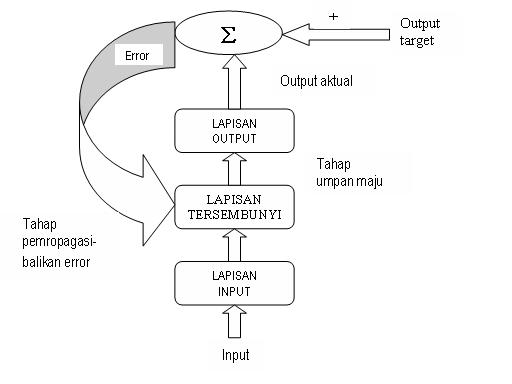 +
Output
target
Σ
Error
Output aktual
LAPISAN
OUTPUT
Tahap
umpan maju
LAPISAN
TERSEMBUNYI
Tahap
pemropagasi-
balikan error
LAPISAN
INPUT
Input